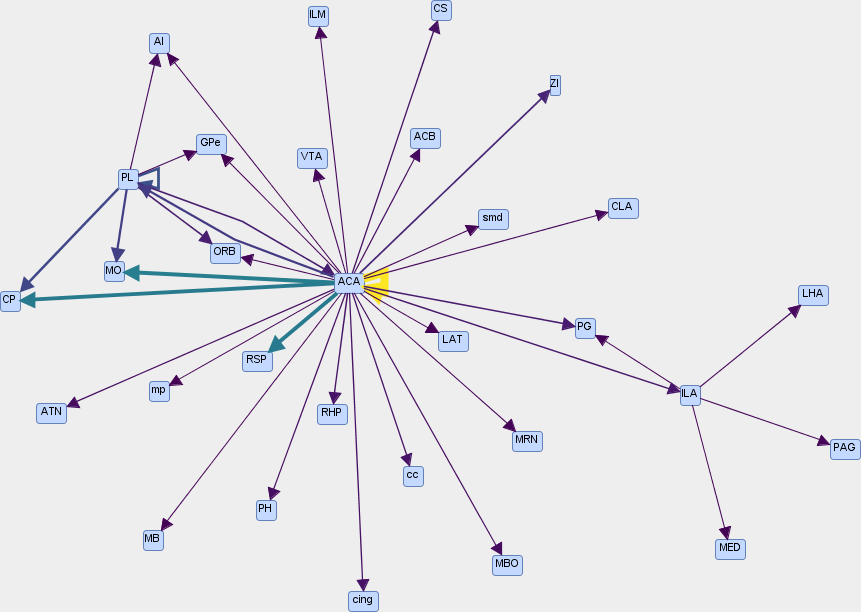 CS
ILM
AI
ZI
ACB
GPe
VTA
PL
CLA
smd
ORB
MO
ACA
LHA
CP
PG
LAT
RSP
mp
ILA
ATN
RHP
MRN
PAG
cc
PH
MB
MED
MBO
cing